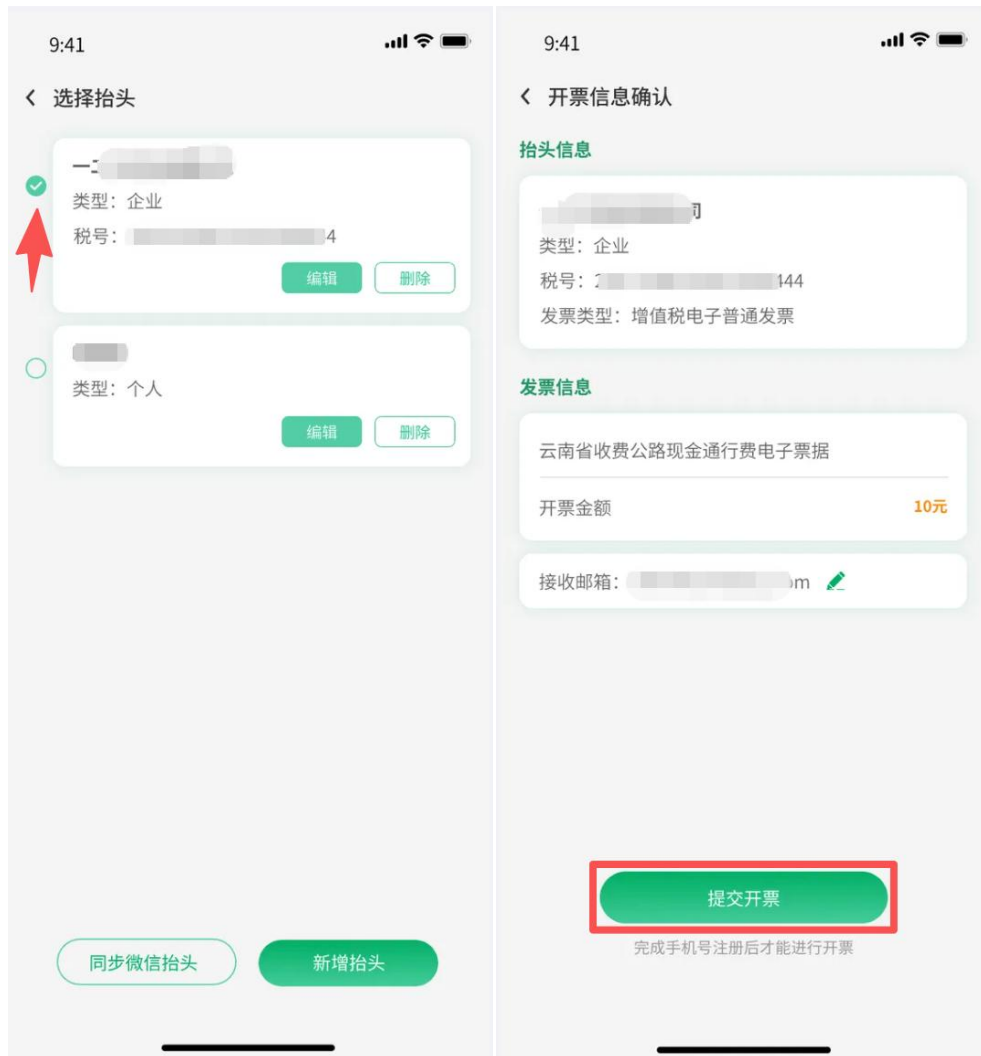 9:41
选择抬头
类型：企业
税号：4
编辑
删除
类型：个人
编辑
删除
同步微信抬头
新增抬头
9:41
开票信息确认
抬头信息
司
类型：企业
税号：2444
发票类型：增值税电子普通发票
发票信息
云南省收费公路现金通行费电子票据
开票金额
10元
接收邮箱：om
提交开票
完成手机号注册后才能进行开票